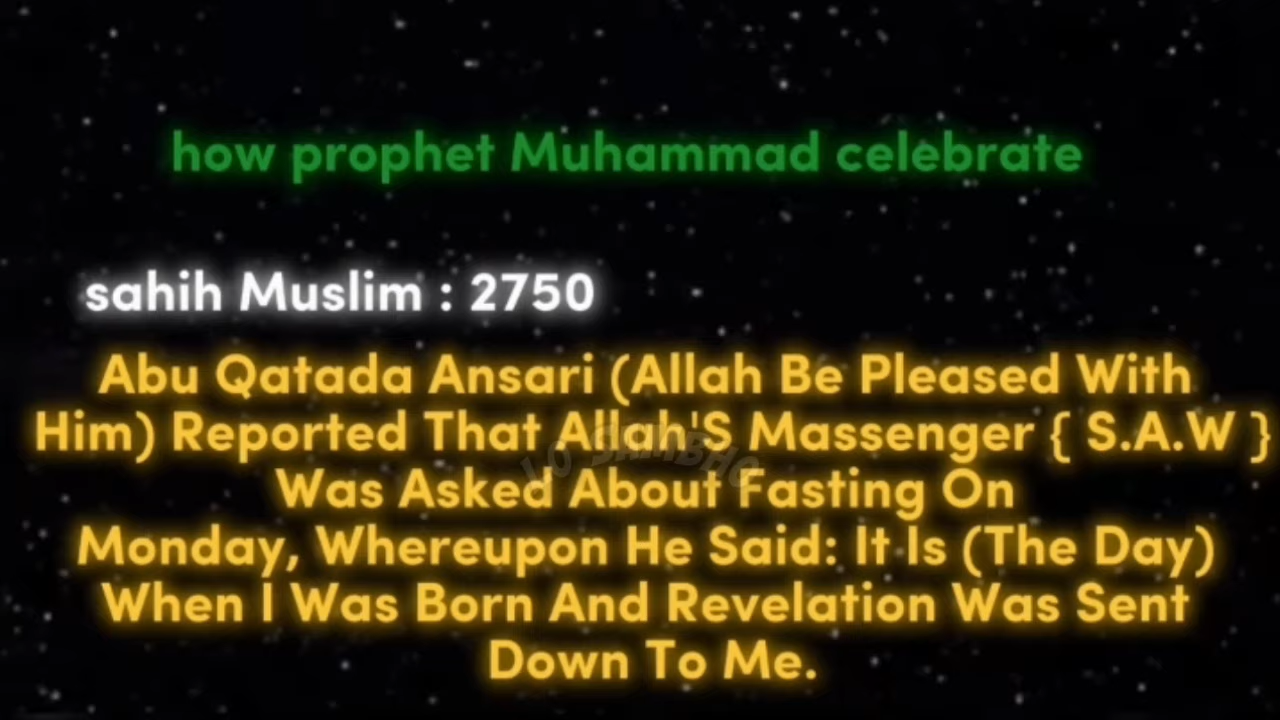 how prophet Muhammad celebrate
sahih Muslim : 2750
Abu Qatada Ansari (Allah Be Pleased With
Him) Reported That Allah'S Massenger { S.A.W }
LO SAMBHO
Was Asked About Fasting On
Monday, Whereupon He Said: It Is (The Day)
When I Was Born And Revelation Was Sent
Down To Me.